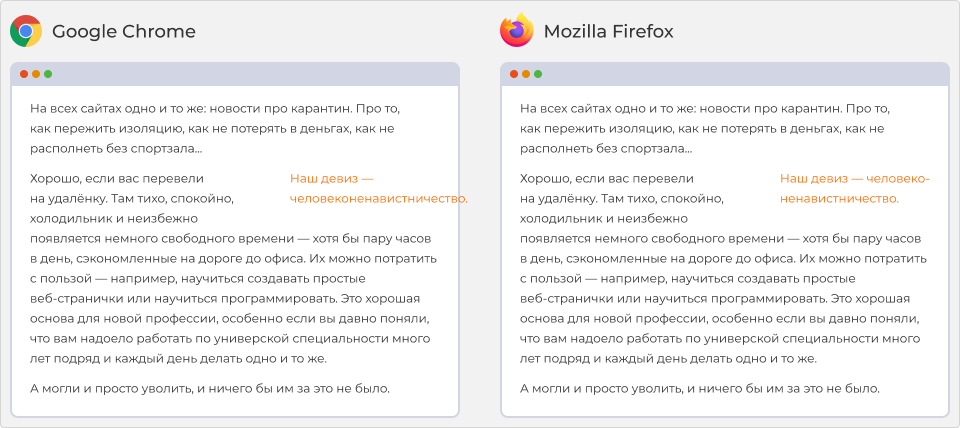 Google Chrome
На всех сайтах одно и то же: новости про карантин. Про то,
как пережить изоляцию, как не потерять в деньгах, как не
располнеть без спортзала...
Хорошо, если вас перевели
на удалёнку. Там тихо, спокойно,
холодильник и неизбежно
Наш девиз —
человеконенавистничество.
появляется немного свободного времени — хотя бы пару часов
в день, сэкономленные на дороге до офиса. Их можно потратить
с пользой — например, научиться создавать простые
веб-странички или научиться программировать. Это хорошая
основа для новой профессии, особенно если вы давно поняли,
что вам надоело работать по универской специальности много
лет подряд и каждый день делать одно и то же.
А могли и просто уволить, и ничего бы им за это не было.
Mozilla Firefox
На всех сайтах одно и то же: новости про карантин. Про то,
как пережить изоляцию, как не потерять в деньгах, как не
располнеть без спортзала...
Хорошо, если вас перевели
на удалёнку. Там тихо, спокойно,
холодильник и неизбежно
Наш девиз — человеко-
ненавистничество.
появляется немного свободного времени — хотя бы пару часов
в день, сэкономленные на дороге до офиса. Их можно потратить
с пользой — например, научиться создавать простые
веб-странички или научиться программировать. Это хорошая
основа для новой профессии, особенно если вы давно поняли,
что вам надоело работать по универской специальности много
лет подряд и каждый день делать одно и то же.
А могли и просто уволить, и ничего бы им за это не было.